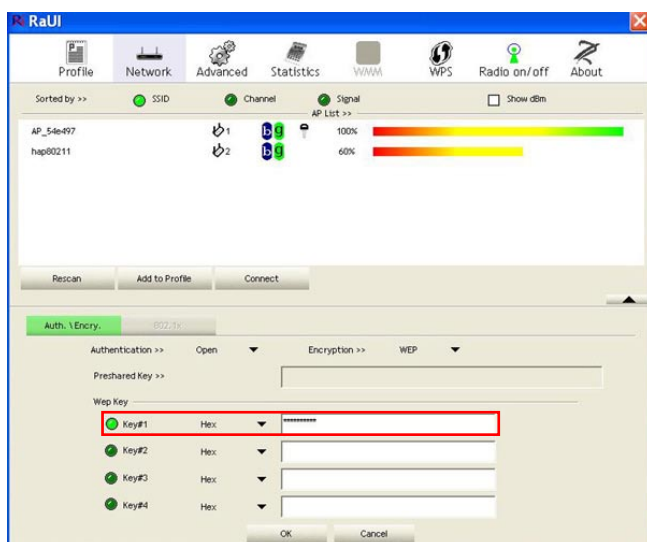 RaUI
Profile Network Advanced Statistics WMM WPS Radio on/off About
Sorted by >> SSID Channel Signal Show dBm
AP List >>
AP_54e497 1 b g 100%
hap80211 2 b g 60%
Rescan Add to Profile Connect
Auth. \ Encry. 802.1x
Authentication >> Open Encryption >> WEP
Preshared Key >>
Wep Key
Key#1 Hex **********
Key#2 Hex
Key#3 Hex
Key#4 Hex
OK Cancel